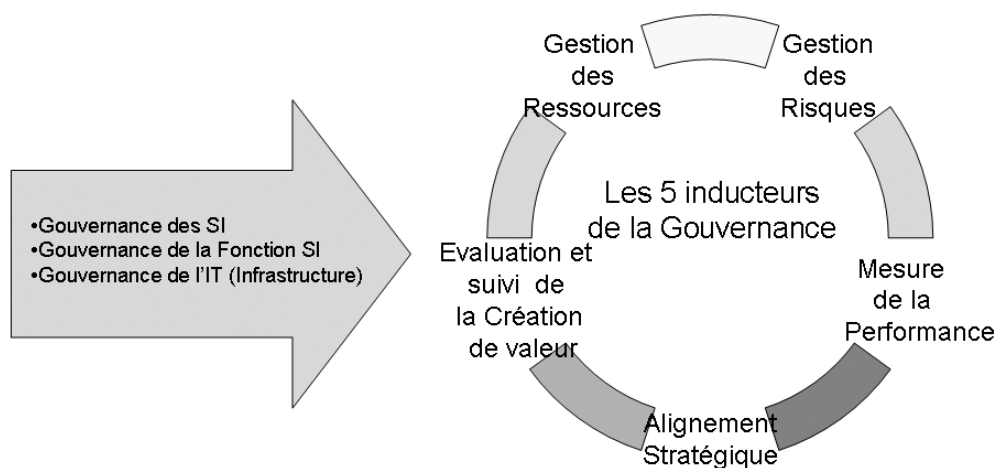 •Gouvernance des SI
•Gouvernance de la Fonction SI
•Gouvernance de l'IT (Infrastructure)
Gestion
des
Ressources
Gestion
des
Risques
Les 5 inducteurs
de la Gouvernance
Evaluation et
suivi de
la Création
de valeur
Mesure
de la
Performance
Alignement
Stratégique